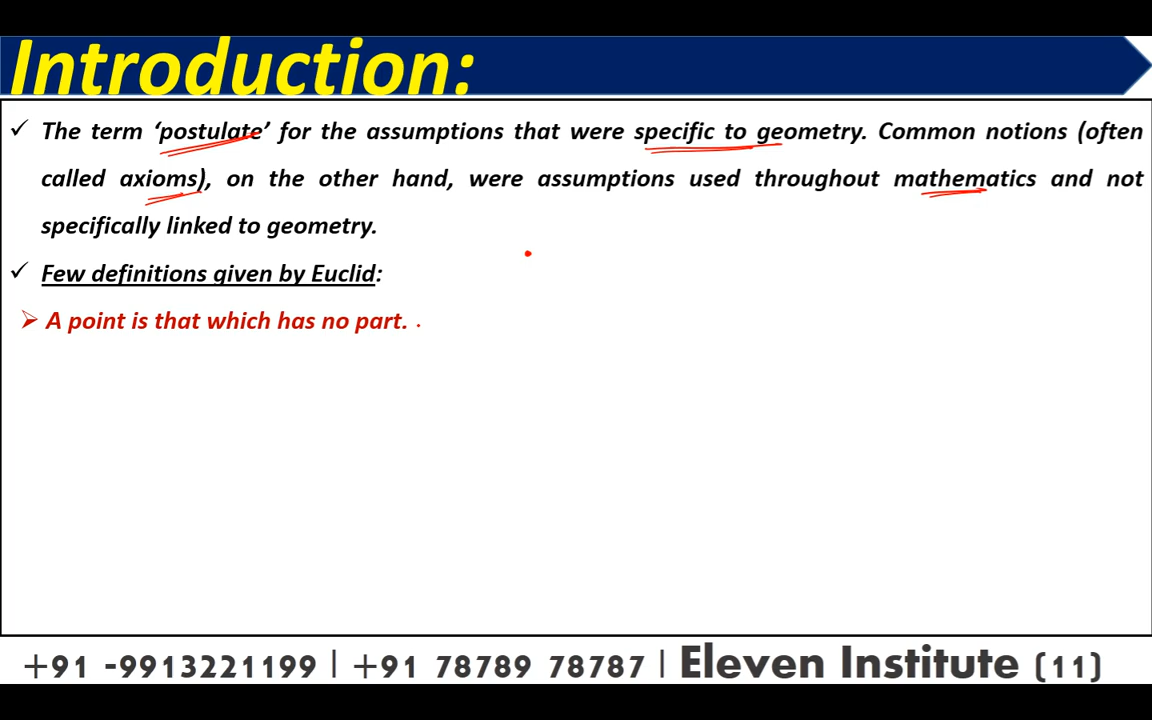 Introduction:
✓ The term ‘postulate’ for the assumptions that were specific to geometry. Common notions (often
called axioms), on the other hand, were assumptions used throughout mathematics and not
specifically linked to geometry.
✓ Few definitions given by Euclid:
➢ A point is that which has no part.
+91 -9913221199 | +91 78789 78787 | Eleven Institute (11)